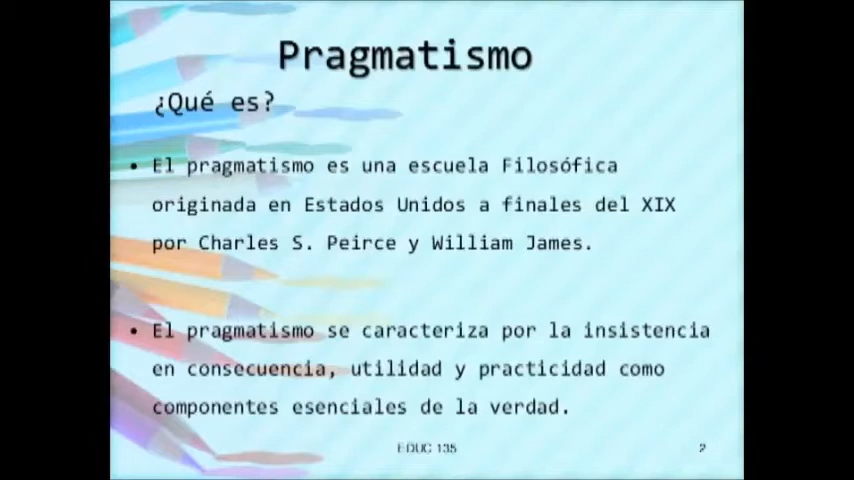 Pragmatismo
¿Qué es?
• El pragmatismo es una escuela Filosófica
originada en Estados Unidos a finales del XIX
por Charles S. Peirce y William James.
• El pragmatismo se caracteriza por la insistencia
en consecuencia, utilidad y practicidad como
componentes esenciales de la verdad.
EDUC 135
2